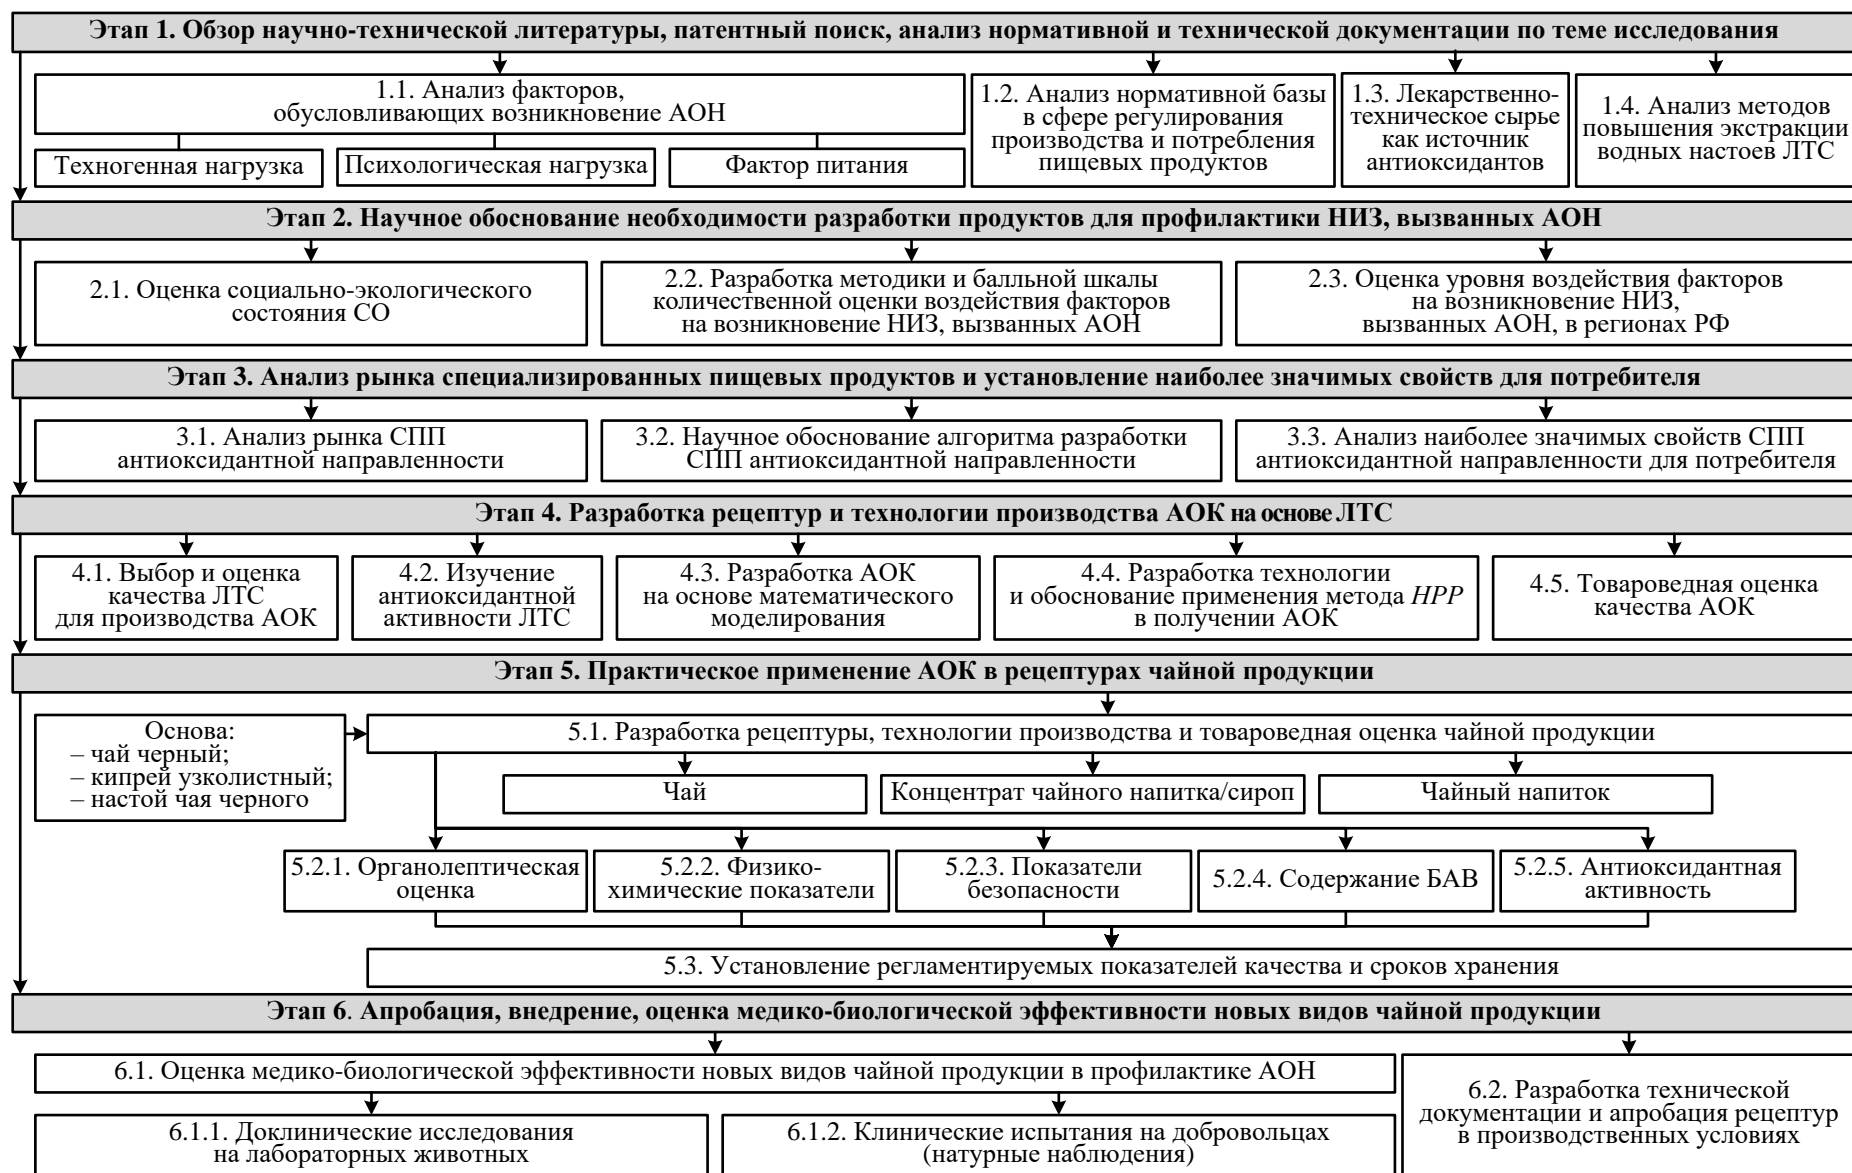 Этап 1. Обзор научно-технической литературы, патентный поиск, анализ нормативной и технической документации по теме исследования
1.1. Анализ факторов,
обусловливающих возникновение АОН
Техногенная нагрузка
Психологическая нагрузка
Фактор питания
1.2. Анализ нормативной базы
в сфере регулирования
производства и потребления
пищевых продуктов
1.3. Лекарственно-
техническое сырье
как источник
антиоксидантов
1.4. Анализ методов
повышения экстракции
водных настоев ЛТС
Этап 2. Научное обоснование необходимости разработки продуктов для профилактики НИЗ, вызванных АОН
2.1. Оценка социально-экологического
состояния СО
2.2. Разработка методики и балльной шкалы
количественной оценки воздействия факторов
на возникновение НИЗ, вызванных АОН
2.3. Оценка уровня воздействия факторов
на возникновение НИЗ,
вызванных АОН, в регионах РФ
Этап 3. Анализ рынка специализированных пищевых продуктов и установление наиболее значимых свойств для потребителя
3.1. Анализ рынка СПП
антиоксидантной направленности
3.2. Научное обоснование алгоритма разработки
СПП антиоксидантной направленности
3.3. Анализ наиболее значимых свойств СПП
антиоксидантной направленности для потребителя
Этап 4. Разработка рецептур и технологии производства АОК на основе ЛТС
4.1. Выбор и оценка
качества ЛТС
для производства АОК
4.2. Изучение
антиоксидантной
активности ЛТС
4.3. Разработка АОК
на основе математического
моделирования
4.4. Разработка технологии
и обоснование применения метода HPP
в получении АОК
4.5. Товароведная оценка
качества АОК
Этап 5. Практическое применение АОК в рецептурах чайной продукции
Основа:
– чай черный;
– кипрей узколистный;
– настой чая черного
5.1. Разработка рецептуры, технологии производства и товароведная оценка чайной продукции
Чай
Концентрат чайного напитка/сироп
Чайный напиток
5.2.1. Органолептическая
оценка
5.2.2. Физико-
химические показатели
5.2.3. Показатели
безопасности
5.2.4. Содержание БАВ
5.2.5. Антиоксидантная
активность
5.3. Установление регламентируемых показателей качества и сроков хранения
Этап 6. Апробация, внедрение, оценка медико-биологической эффективности новых видов чайной продукции
6.1. Оценка медико-биологической эффективности новых видов чайной продукции в профилактике АОН
6.1.1. Доклинические исследования
на лабораторных животных
6.1.2. Клинические испытания на добровольцах
(натурные наблюдения)
6.2. Разработка технической
документации и апробация рецептур
в производственных условиях